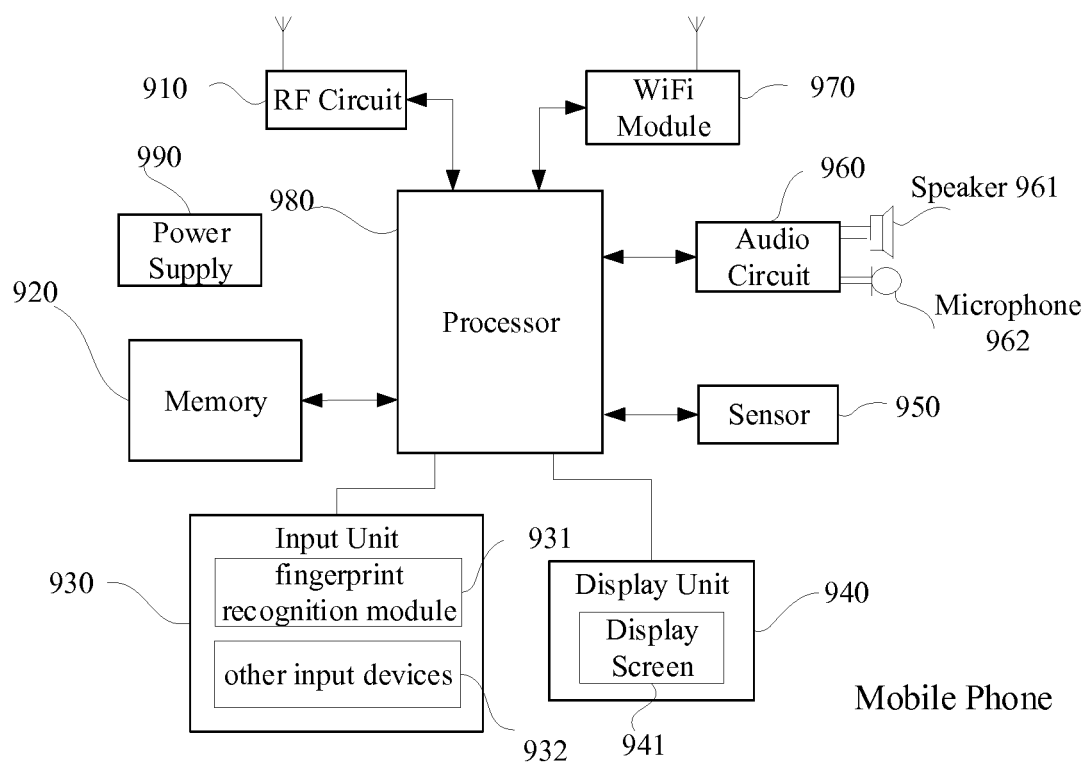 910
RF Circuit
WiFi
Module
970
990
Power
Supply
980
960
Audio
Circuit
Speaker 961
Microphone
962
920
Memory
Processor
Sensor
950
930
Input Unit
931
fingerprint
recognition module
other input devices
932
Display Unit
940
Display
Screen
941
Mobile Phone